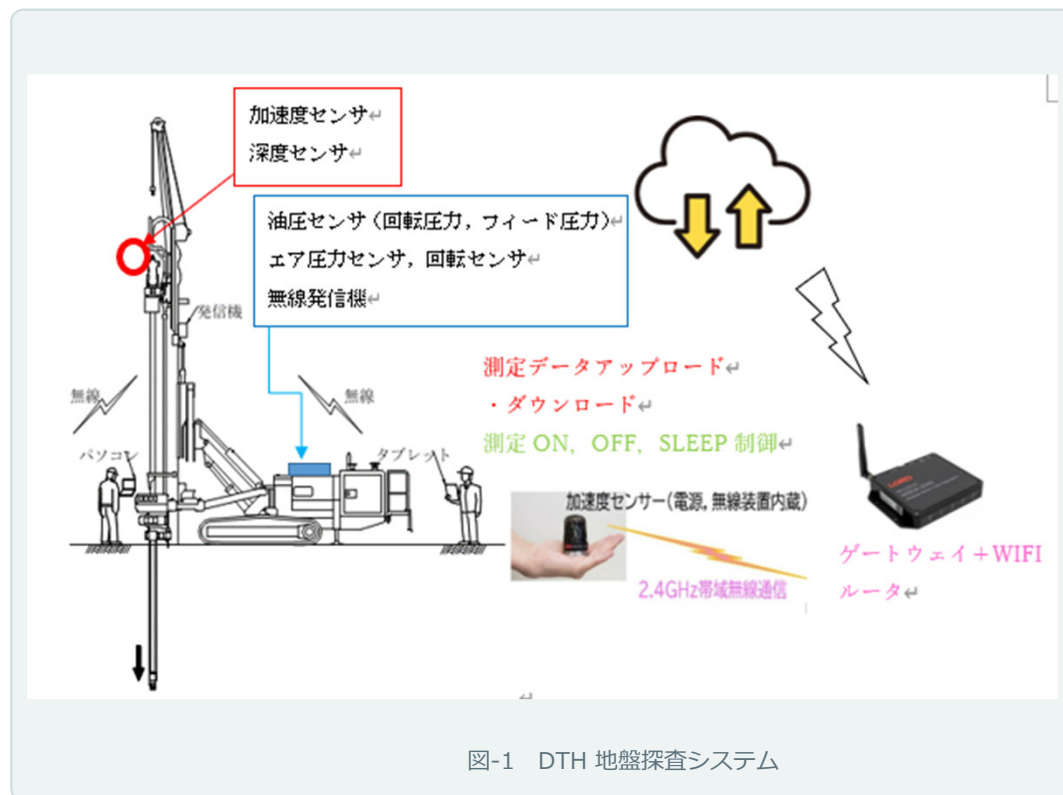 加速度センサ↵
深度センサ↵
油圧センサ（回転圧力，フィード圧力）↵
エア圧力センサ，回転センサ↵
無線発信機↵
発信機
無線
無線
パソコン
タブレット
測定データアップロード↵
・ダウンロード↵
測定 ON，OFF，SLEEP 制御↵
加速度センサー（電源，無線装置内蔵）
2.4GHz帯域無線通信
LORD
ゲートウェイ＋WIFI
ルータ↵
↵
図-1　DTH 地盤探査システム